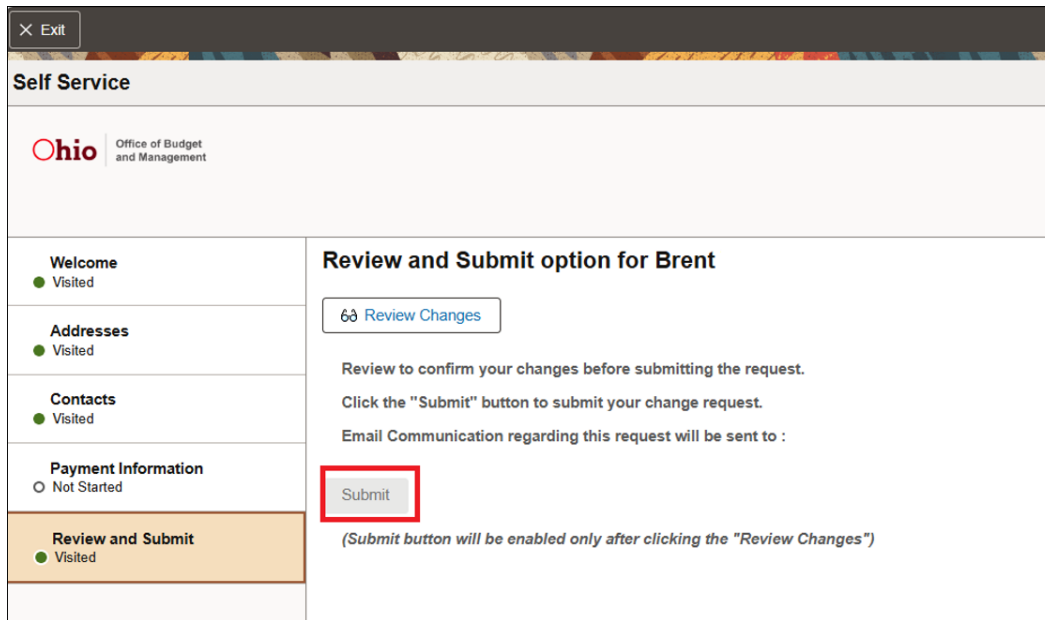 Exit
Self Service
Ohio
Office of Budget
and Management
Welcome
Visited
Addresses
Visited
Contacts
Visited
Payment Information
Not Started
Review and Submit
Visited
Review and Submit option for Brent
Review Changes
Review to confirm your changes before submitting the request.
Click the "Submit" button to submit your change request.
Email Communication regarding this request will be sent to :
Submit
(Submit button will be enabled only after clicking the "Review Changes")